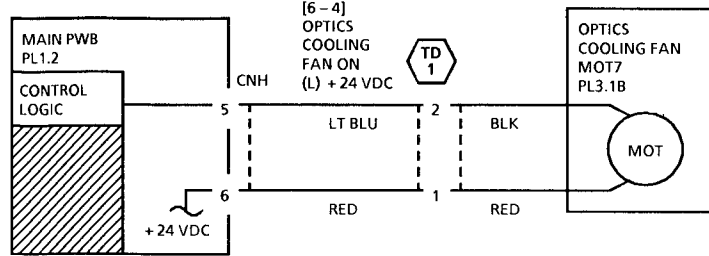 MAIN PWB
PL1.2
CONTROL
LOGIC
+ 24 VDC
CNH
5
6
[6 – 4]
OPTICS
COOLING
FAN ON
(L) + 24 VDC
TD
1
LT BLU
RED
2
1
BLK
RED
OPTICS
COOLING FAN
MOT7
PL3.1B
MOT